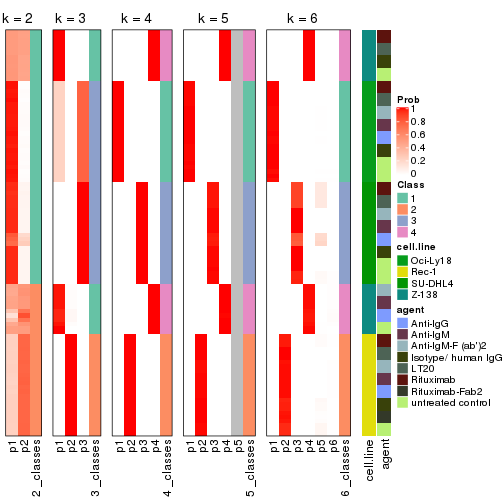 k = 2
k = 3
k = 4
k = 5
k = 6
p1
p2
2_classes
p1
p2
p3
3_classes
p1
p2
p3
p4
4_classes
p1
p2
p3
p4
p5
5_classes
p1
p2
p3
p4
p5
p6
6_classes
cell.line
agent
Prob
1
0.8
0.6
0.4
0.2
0
Class
1
2
3
4
cell.line
Oci-Ly18
Rec-1
SU-DHL4
Z-138
agent
Anti-IgG
Anti-IgM
Anti-IgM-F (ab')2
Isotype/ human IgG
LT20
Rituximab
Rituximab-Fab2
untreated control